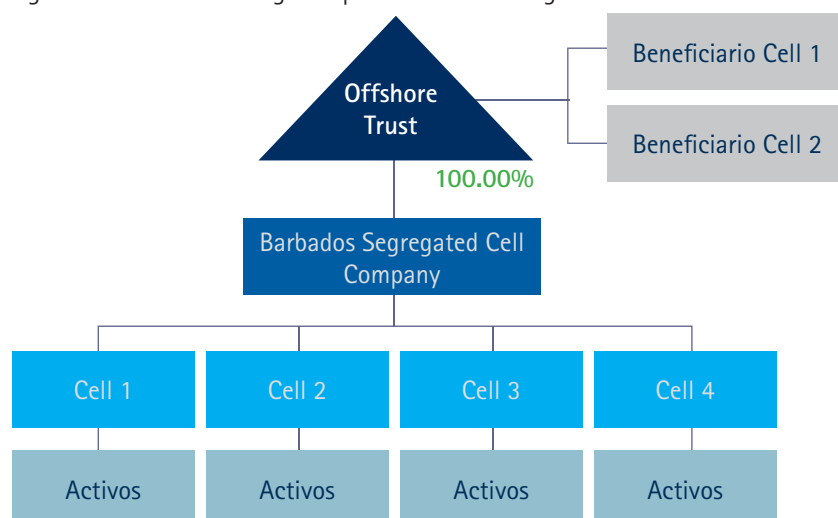 Beneficiario Cell 1
Offshore
Trust
Beneficiario Cell 2
100.00%
Barbados Segregated Cell
Company
Cell 1
Cell 2
Cell 3
Cell 4
Activos
Activos
Activos
Activos